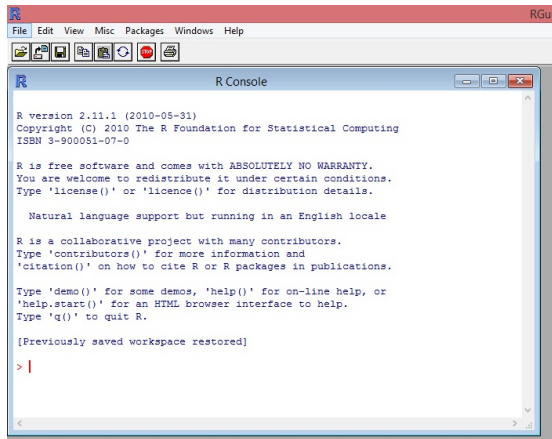 RGu
File Edit View Misc Packages Windows Help
STOP
R Console
R version 2.11.1 (2010-05-31)
Copyright (C) 2010 The R Foundation for Statistical Computing
ISBN 3-900051-07-0
R is free software and comes with ABSOLUTELY NO WARRANTY.
You are welcome to redistribute it under certain conditions.
Type 'license()' or 'licence()' for distribution details.
Natural language support but running in an English locale
R is a collaborative project with many contributors.
Type 'contributors()' for more information and
'citation()' on how to cite R or R packages in publications.
Type 'demo()' for some demos, 'help()' for on-line help, or
'help.start()' for an HTML browser interface to help.
Type 'q()' to quit R.
[Previously saved workspace restored]
>